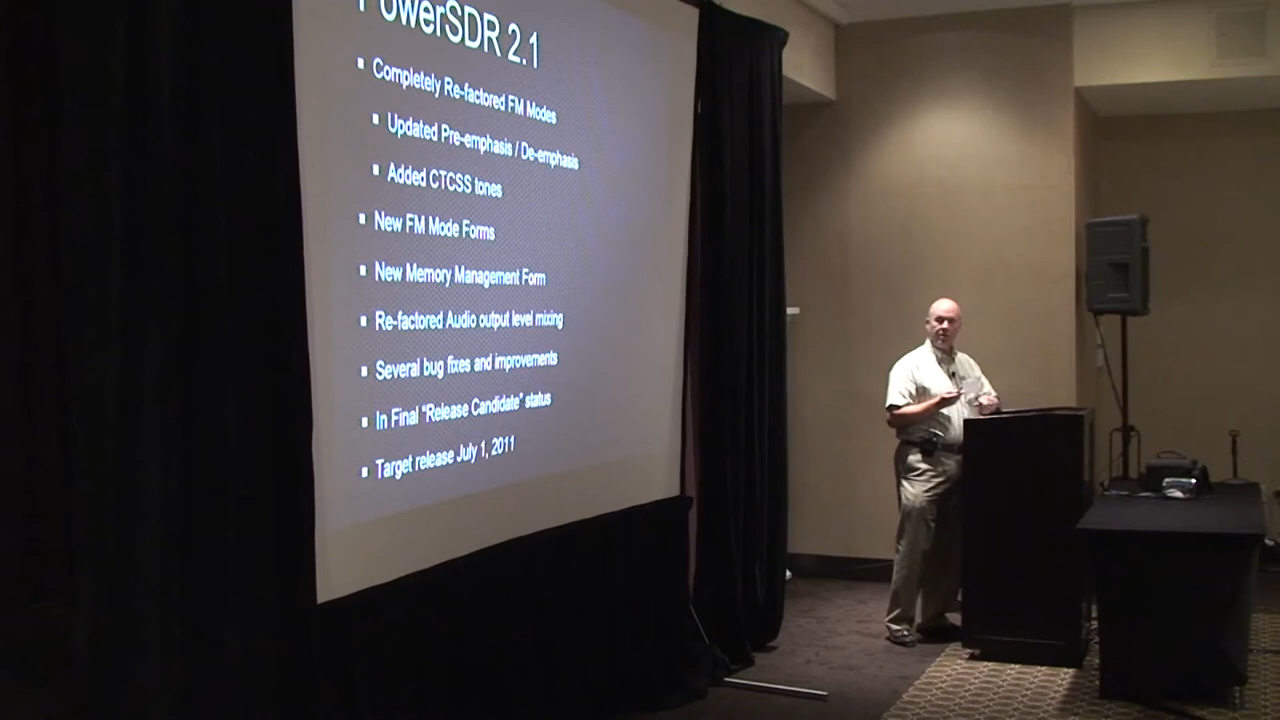 PowerSDR 2.1
Completely Re-factored FM Modes
Updated Pre-emphasis / De-emphasis
Added CTCSS tones
New FM Mode Forms
New Memory Management Form
Re-factored Audio output level mixing
Several bug fixes and improvements
In Final "Release Candidate" status
Target release July 1, 2011